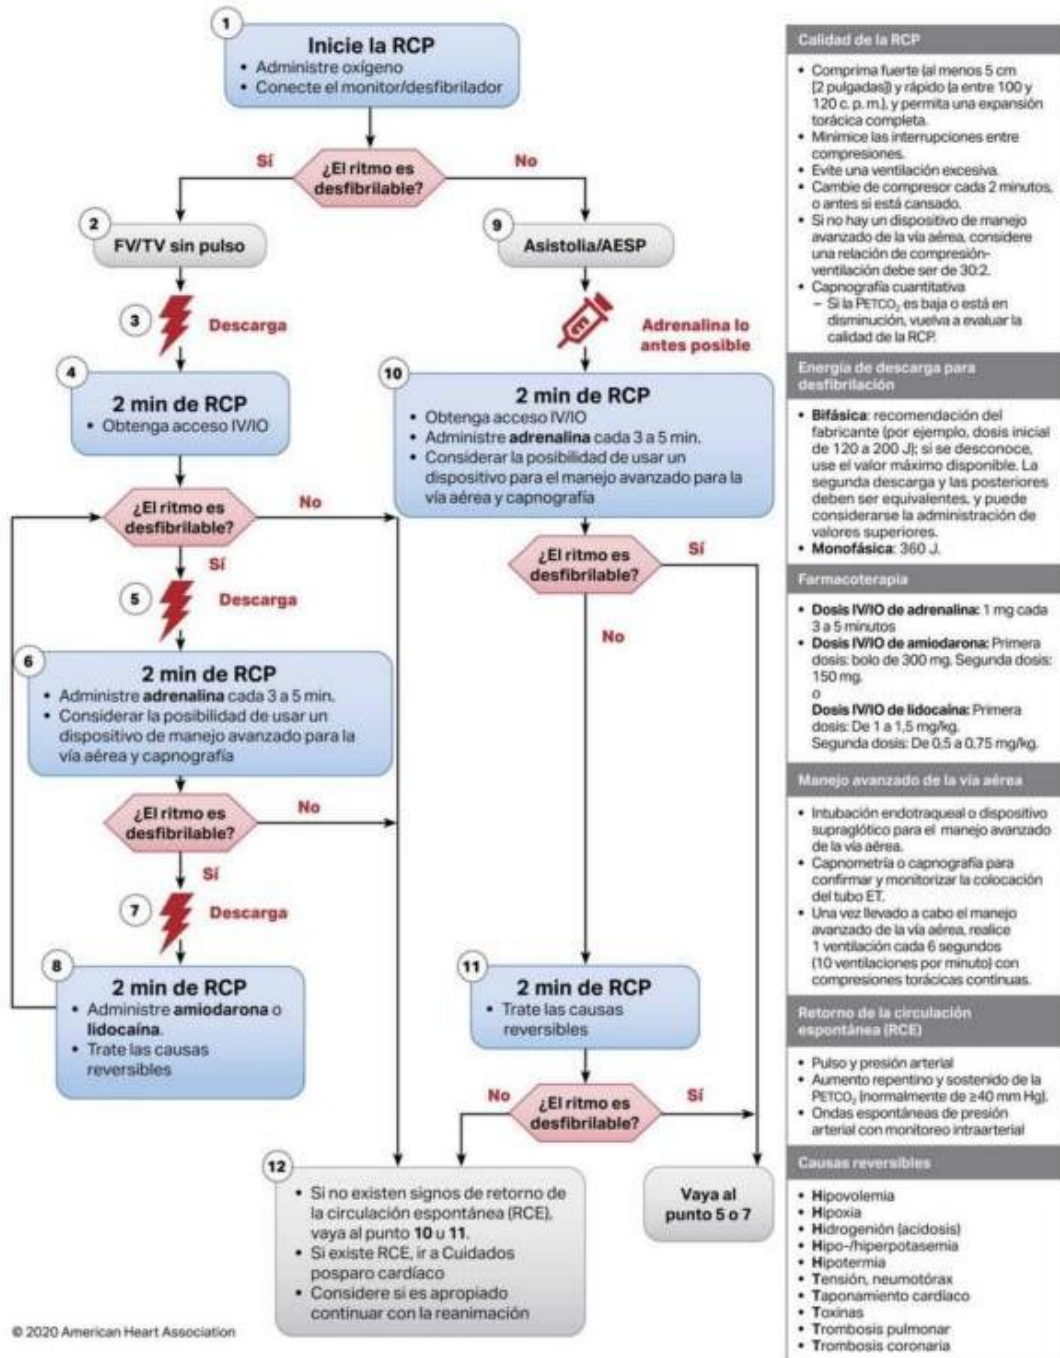 1
Inicie la RCP
• Administre oxígeno
• Conecte el monitor/desfibrilador
¿El ritmo es
desfibrilable?
Sí
No
2
FV/TV sin pulso
3
Descarga
4
2 min de RCP
• Obtenga acceso IV/IO
¿El ritmo es
desfibrilable?
No
Sí
5
Descarga
6
2 min de RCP
• Administre adrenalina cada 3 a 5 min.
• Considerar la posibilidad de usar un
dispositivo de manejo avanzado para la
vía aérea y capnografía
¿El ritmo es
desfibrilable?
No
Sí
7
Descarga
8
2 min de RCP
• Administre amiodarona o
lidocaína.
• Trate las causas
reversibles
9
Asistolia/AESP
Adrenalina lo
antes posible
10
2 min de RCP
• Obtenga acceso IV/IO
• Administre adrenalina cada 3 a 5 min.
• Considerar la posibilidad de usar un
dispositivo para el manejo avanzado para la
vía aérea y capnografía
¿El ritmo es
desfibrilable?
Sí
No
11
2 min de RCP
• Trate las causas
reversibles
¿El ritmo es
desfibrilable?
No
Sí
12
• Si no existen signos de retorno de
la circulación espontánea (RCE),
vaya al punto 10 u 11.
• Si existe RCE, ir a Cuidados
posparo cardíaco
• Considere si es apropiado
continuar con la reanimación
Vaya al
punto 5 o 7
© 2020 American Heart Association
Calidad de la RCP
• Comprima fuerte (al menos 5 cm
[2 pulgadas]) y rápido (a entre 100 y
120 c. p. m.), y permita una expansión
torácica completa.
• Minimice las interrupciones entre
compresiones.
• Evite una ventilación excesiva.
• Cambie de compresor cada 2 minutos,
o antes si está cansado.
• Si no hay un dispositivo de manejo
avanzado de la vía aérea, considere
una relación de compresión-
ventilación debe ser de 30:2.
• Capnografía cuantitativa
– Si la PETCO₂ es baja o está en
disminución, vuelva a evaluar la
calidad de la RCP.
Energía de descarga para
desfibrilación
• Bifásica: recomendación del
fabricante (por ejemplo, dosis inicial
de 120 a 200 J); si se desconoce,
use el valor máximo disponible. La
segunda descarga y las posteriores
deben ser equivalentes, y puede
considerarse la administración de
valores superiores.
• Monofásica: 360 J.
Farmacoterapia
• Dosis IV/IO de adrenalina: 1 mg cada
3 a 5 minutos
• Dosis IV/IO de amiodarona: Primera
dosis: bolo de 300 mg. Segunda dosis:
150 mg.
o
Dosis IV/IO de lidocaína: Primera
dosis: De 1 a 1,5 mg/kg.
Segunda dosis: De 0,5 a 0,75 mg/kg.
Manejo avanzado de la vía aérea
• Intubación endotraqueal o dispositivo
supraglótico para el manejo avanzado
de la vía aérea.
• Capnometría o capnografía para
confirmar y monitorizar la colocación
del tubo ET.
• Una vez llevado a cabo el manejo
avanzado de la vía aérea, realice
1 ventilación cada 6 segundos
(10 ventilaciones por minuto) con
compresiones torácicas continuas.
Retorno de la circulación
espontánea (RCE)
• Pulso y presión arterial
• Aumento repentino y sostenido de la
PETCO₂ (normalmente de ≥40 mm Hg).
• Ondas espontáneas de presión
arterial con monitoreo intraarterial
Causas reversibles
• Hipovolemia
• Hipoxia
• Hidrogenión (acidosis)
• Hipo-/hiperpotasemia
• Hipotermia
• Tensión, neumotórax
• Taponamiento cardíaco
• Toxinas
• Trombosis pulmonar
• Trombosis coronaria